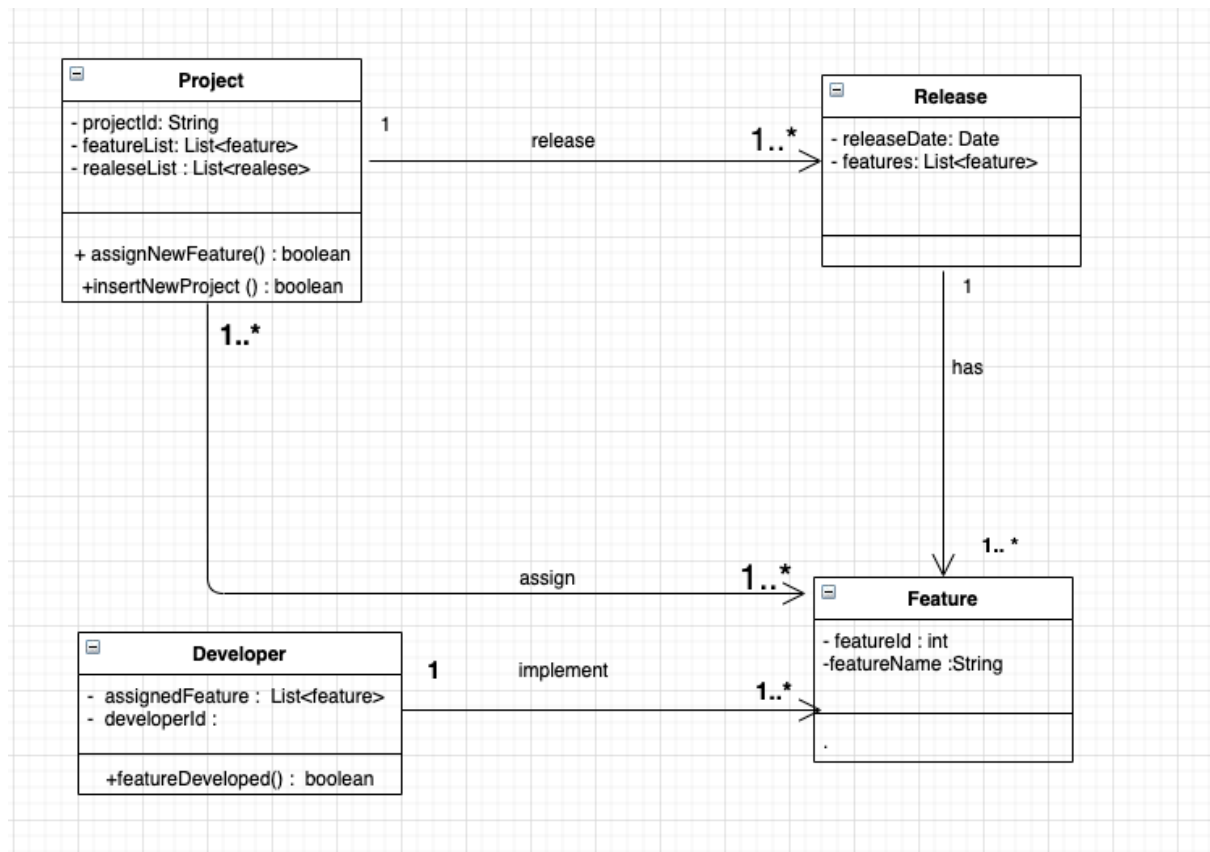 Project
- projectId: String
- featureList: List<feature>
- realeseList : List<realese>
+ assignNewFeature() : boolean
+insertNewProject () : boolean
1
release
1..*
Release
- releaseDate: Date
- features: List<feature>
1..*
1
has
1.. *
assign
1..*
Feature
- featureId : int
-featureName :String
.
Developer
- assignedFeature : List<feature>
- developerId :
+featureDeveloped() : boolean
1
implement
1..*